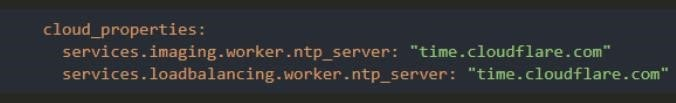 cloud_properties:
services.imaging.worker.ntp_server: "time.cloudflare.com"
services.loadbalancing.worker.ntp_server: "time.cloudflare.com"